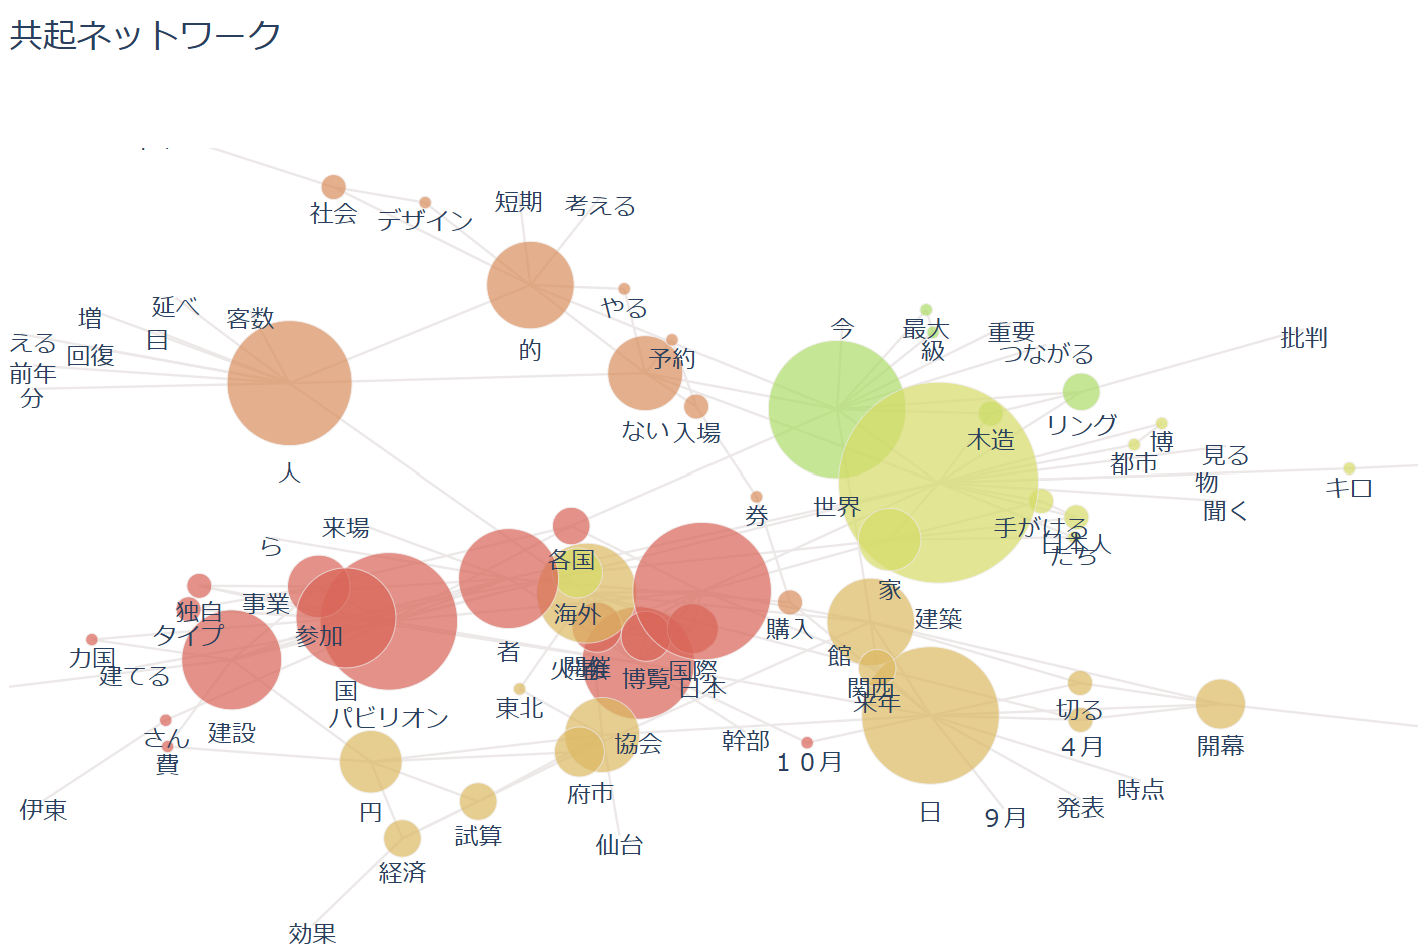 共起ネットワーク
社会
デザイン
短期
考える
延べ
増
目
客数
える
回復
前年
分
やる
的
予約
ない
入場
人
今
最大
級
重要
つながる
批判
木造
リング
博
都市
見る
物
聞く
キロ
世界
手がける
日本人
たち
券
来場
ら
各国
事業
独自
タイプ
参加
海外
家
購入
建築
力国
建てる
者
開催
博覧
国際
日本
館
関西
来年
国
パビリオン
東北
切る
さん
費
建設
協会
幹部
１０月
４月
開幕
伊東
円
府市
日
９月
発表
時点
試算
仙台
経済
効果